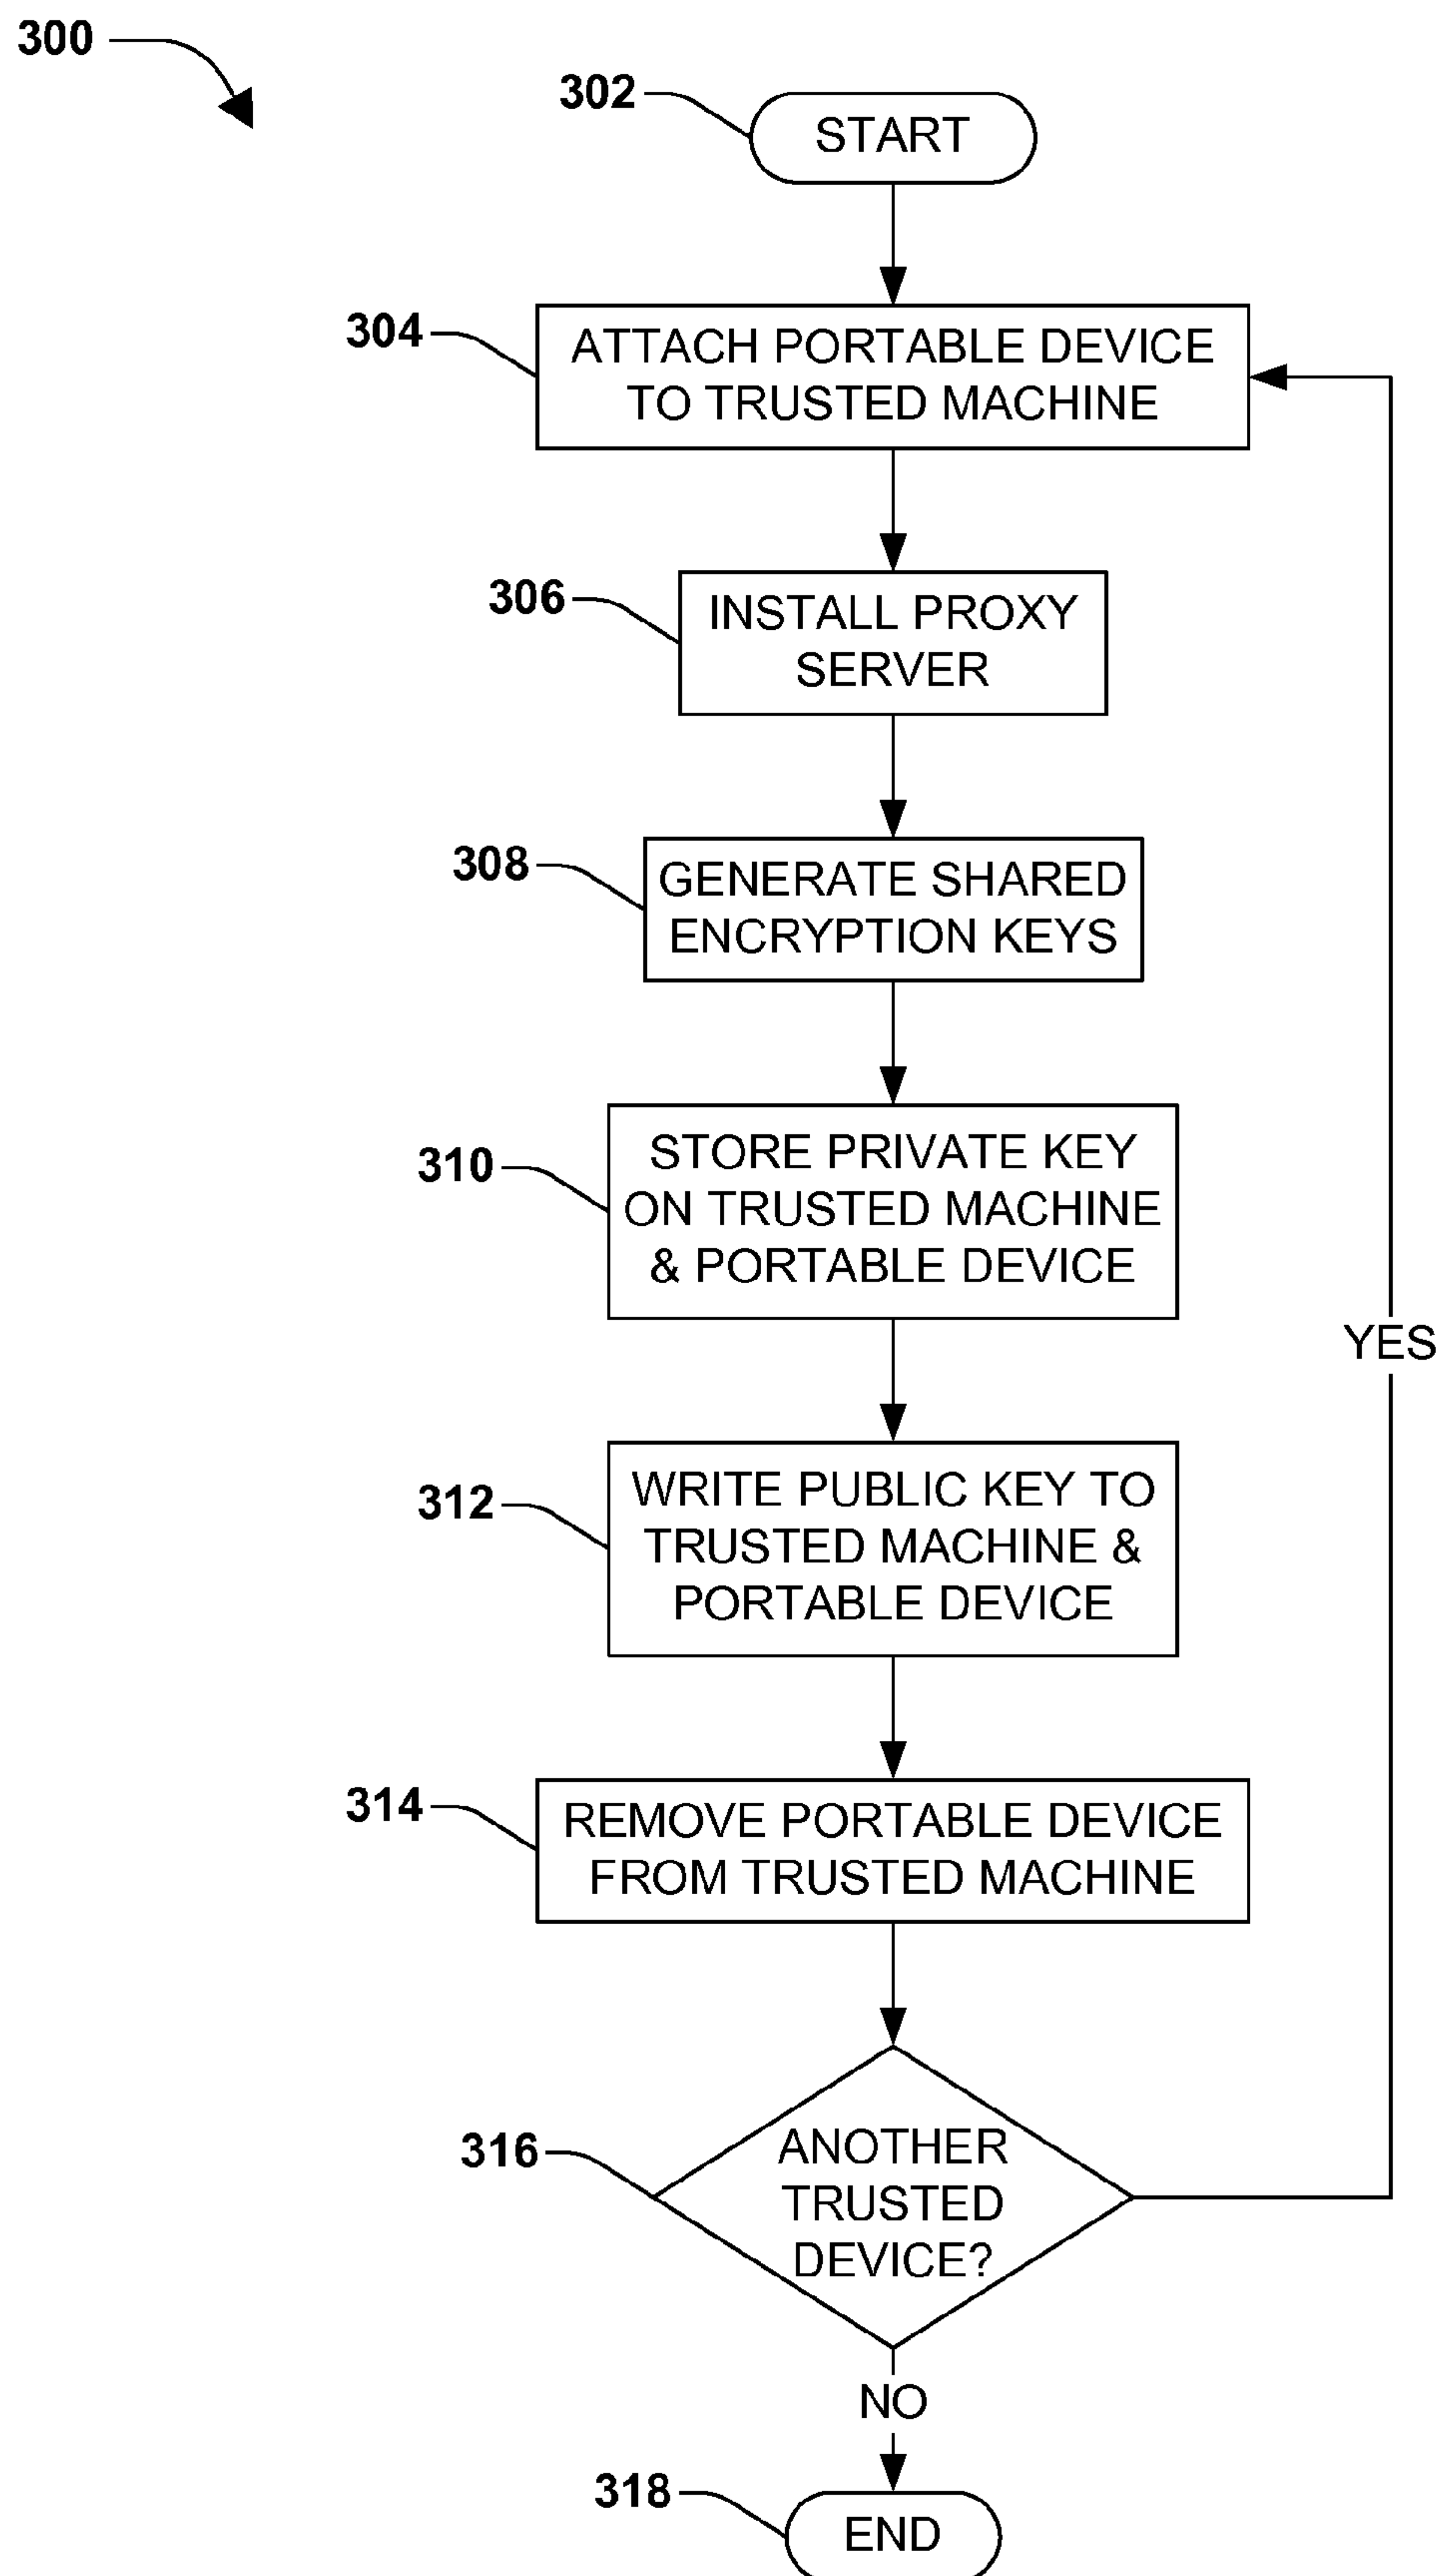 300
302
START
304
ATTACH PORTABLE DEVICE
TO TRUSTED MACHINE
306
INSTALL PROXY
SERVER
308
GENERATE SHARED
ENCRYPTION KEYS
310
STORE PRIVATE KEY
ON TRUSTED MACHINE
& PORTABLE DEVICE
YES
312
WRITE PUBLIC KEY TO
TRUSTED MACHINE &
PORTABLE DEVICE
314
REMOVE PORTABLE DEVICE
FROM TRUSTED MACHINE
316
ANOTHER
TRUSTED
DEVICE?
NO
318
END